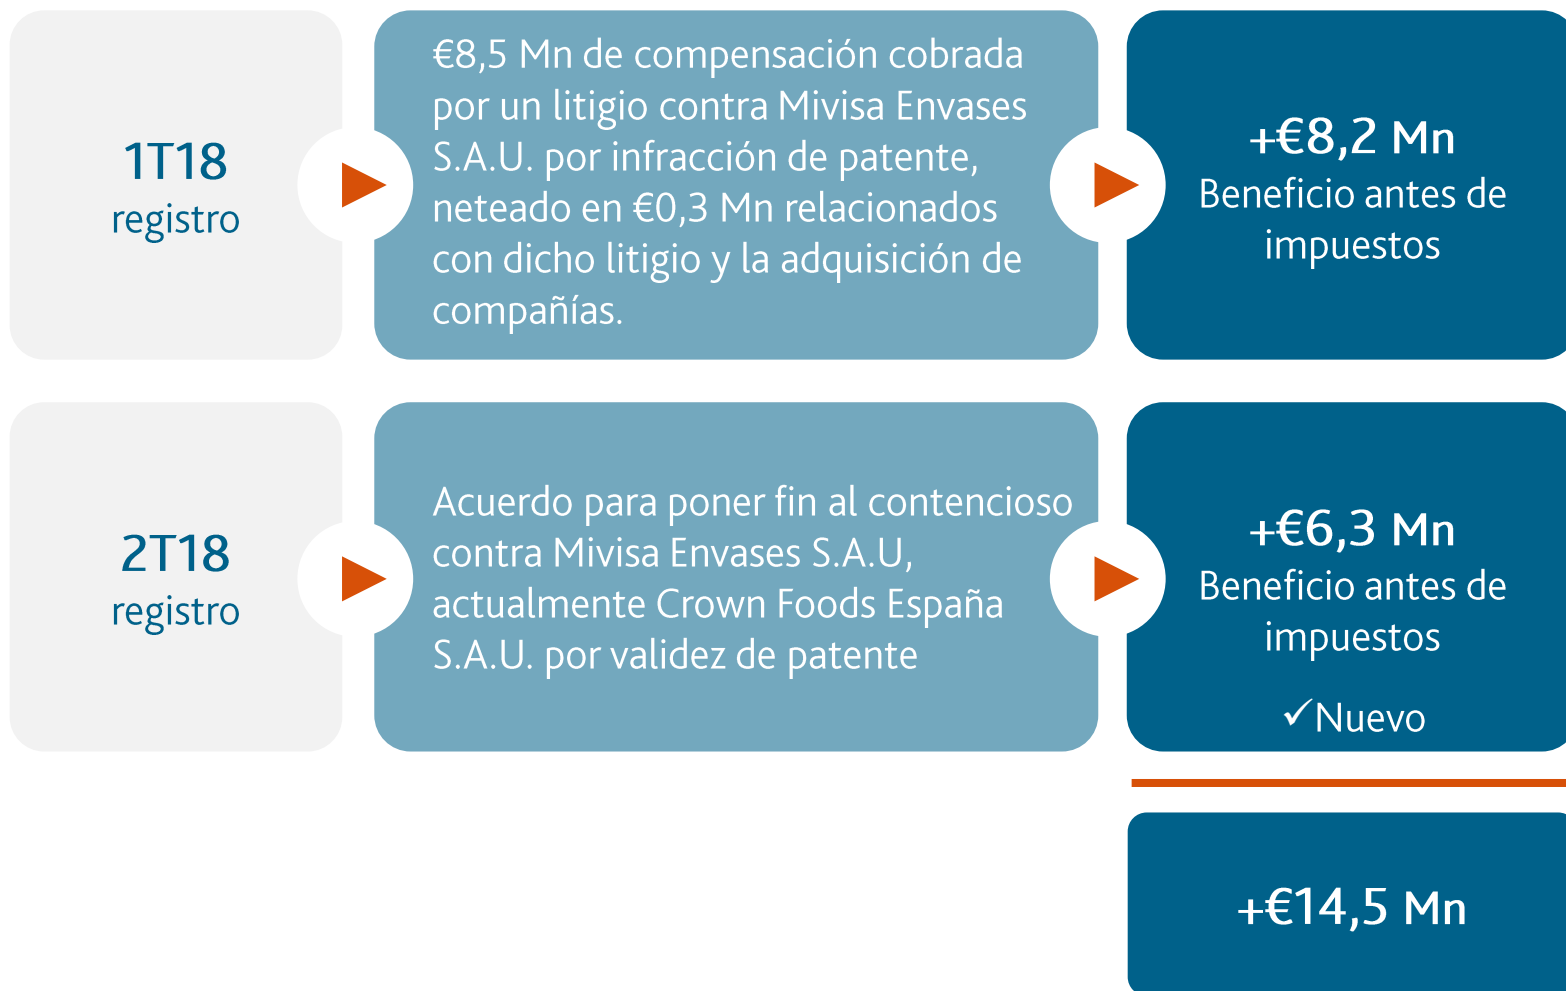 1T18
registro
€8,5 Mn de compensación cobrada
por un litigio contra Mivisa Envases
S.A.U. por infracción de patente,
neteado en €0,3 Mn relacionados
con dicho litigio y la adquisición de
compañías.
+€8,2 Mn
Beneficio antes de
impuestos
2T18
registro
Acuerdo para poner fin al contencioso
contra Mivisa Envases S.A.U,
actualmente Crown Foods España
S.A.U. por validez de patente
+€6,3 Mn
Beneficio antes de
impuestos
✓Nuevo
+€14,5 Mn